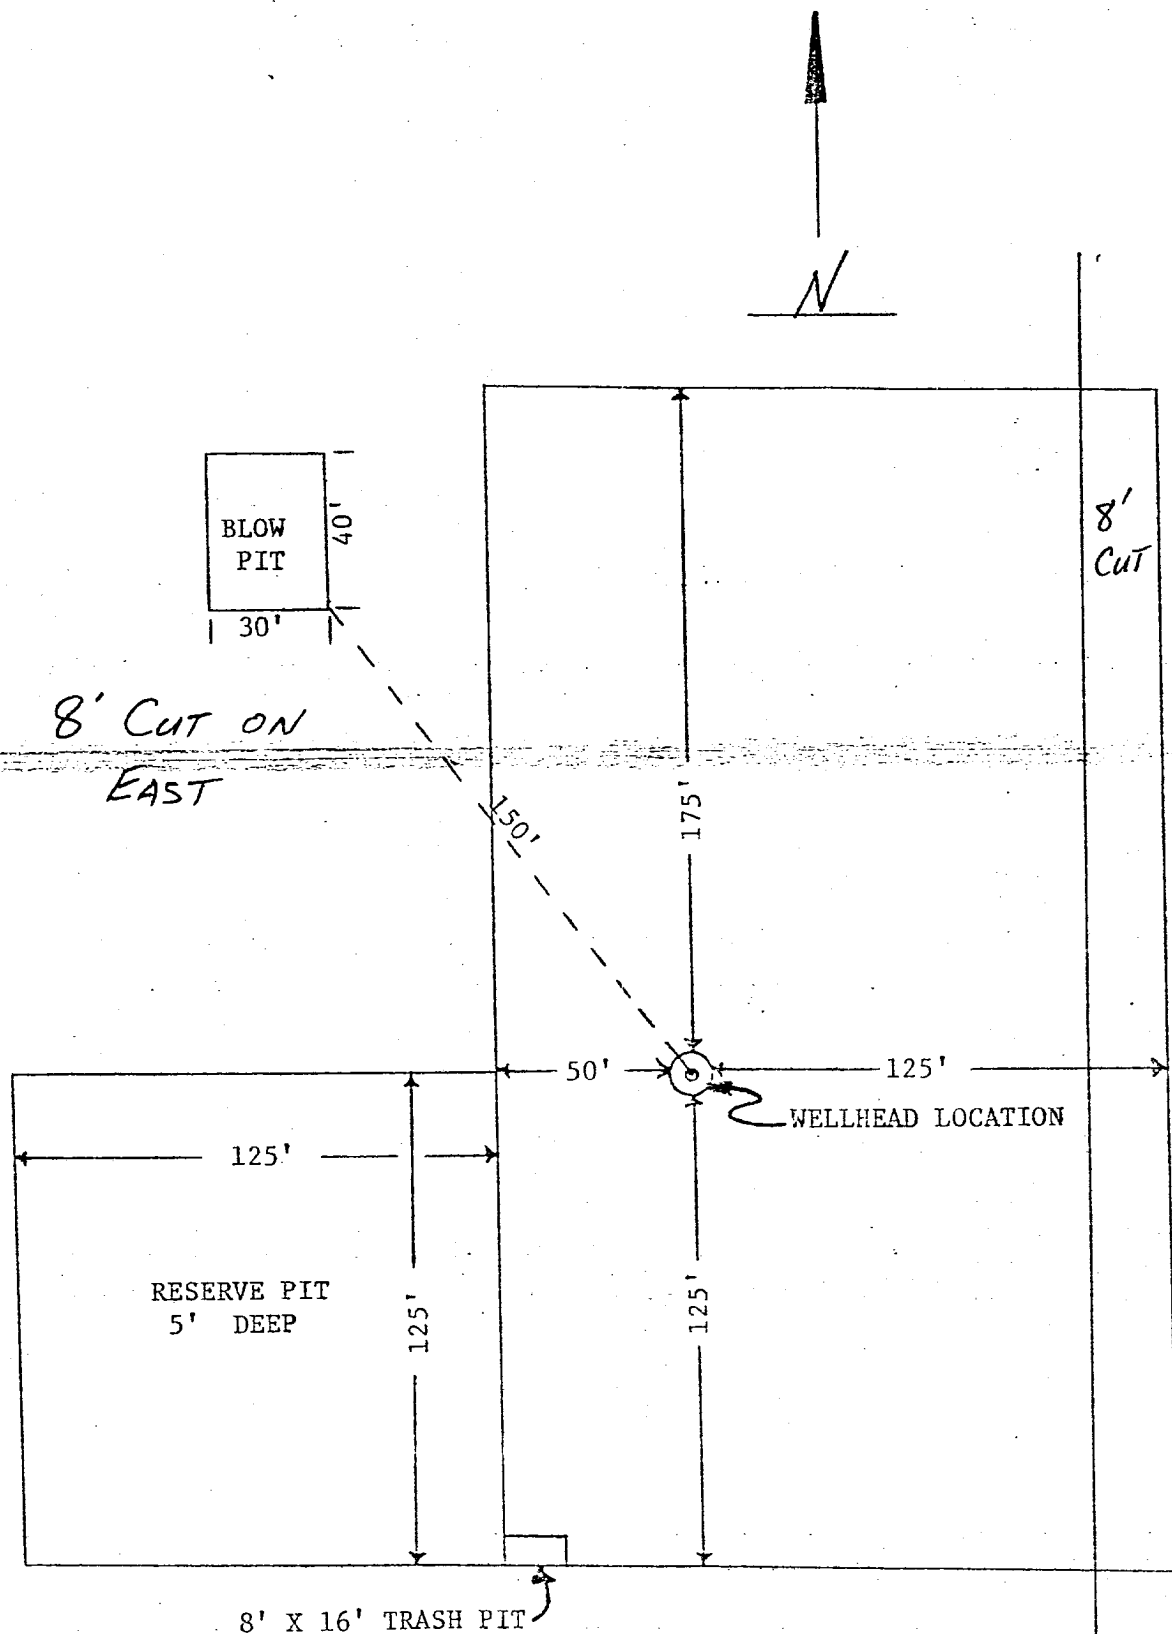 N
BLOW
PIT
40'
30'
8'
CUT
8' CUT ON
EAST
150'
175'
50'
125'
WELLHEAD LOCATION
125'
RESERVE PIT
5' DEEP
125'
125'
8' X 16' TRASH PIT